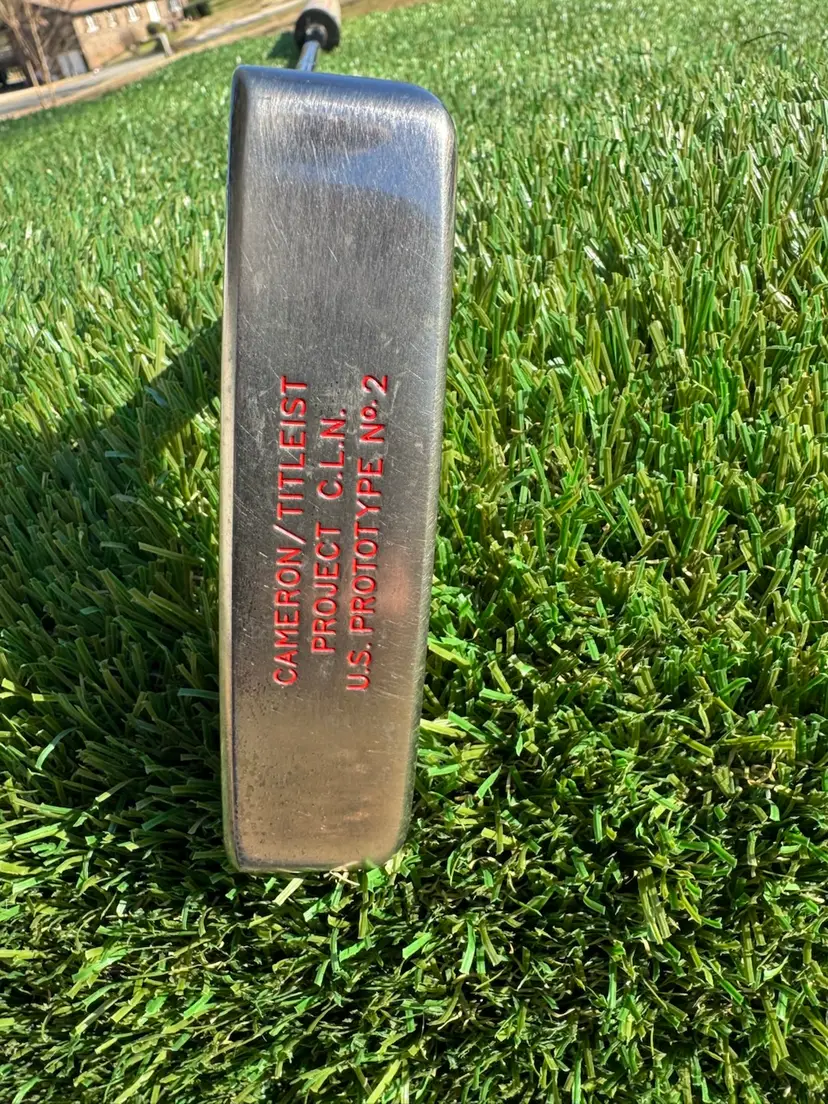 CAMERON/TITLEIST
PROJECT C.L.N.
U.S. PROTOTYPE Nº.2